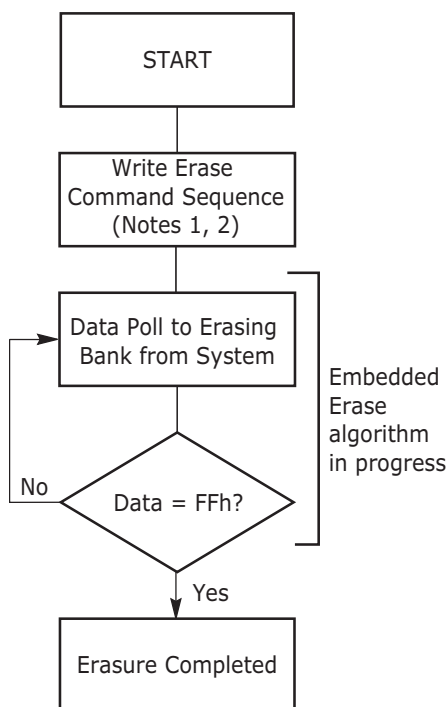 START
Write Erase
Command Sequence
(Notes 1, 2)
Data Poll to Erasing
Bank from System
Embedded
Erase
algorithm
in progress
No
Data = FFh?
Yes
Erasure Completed